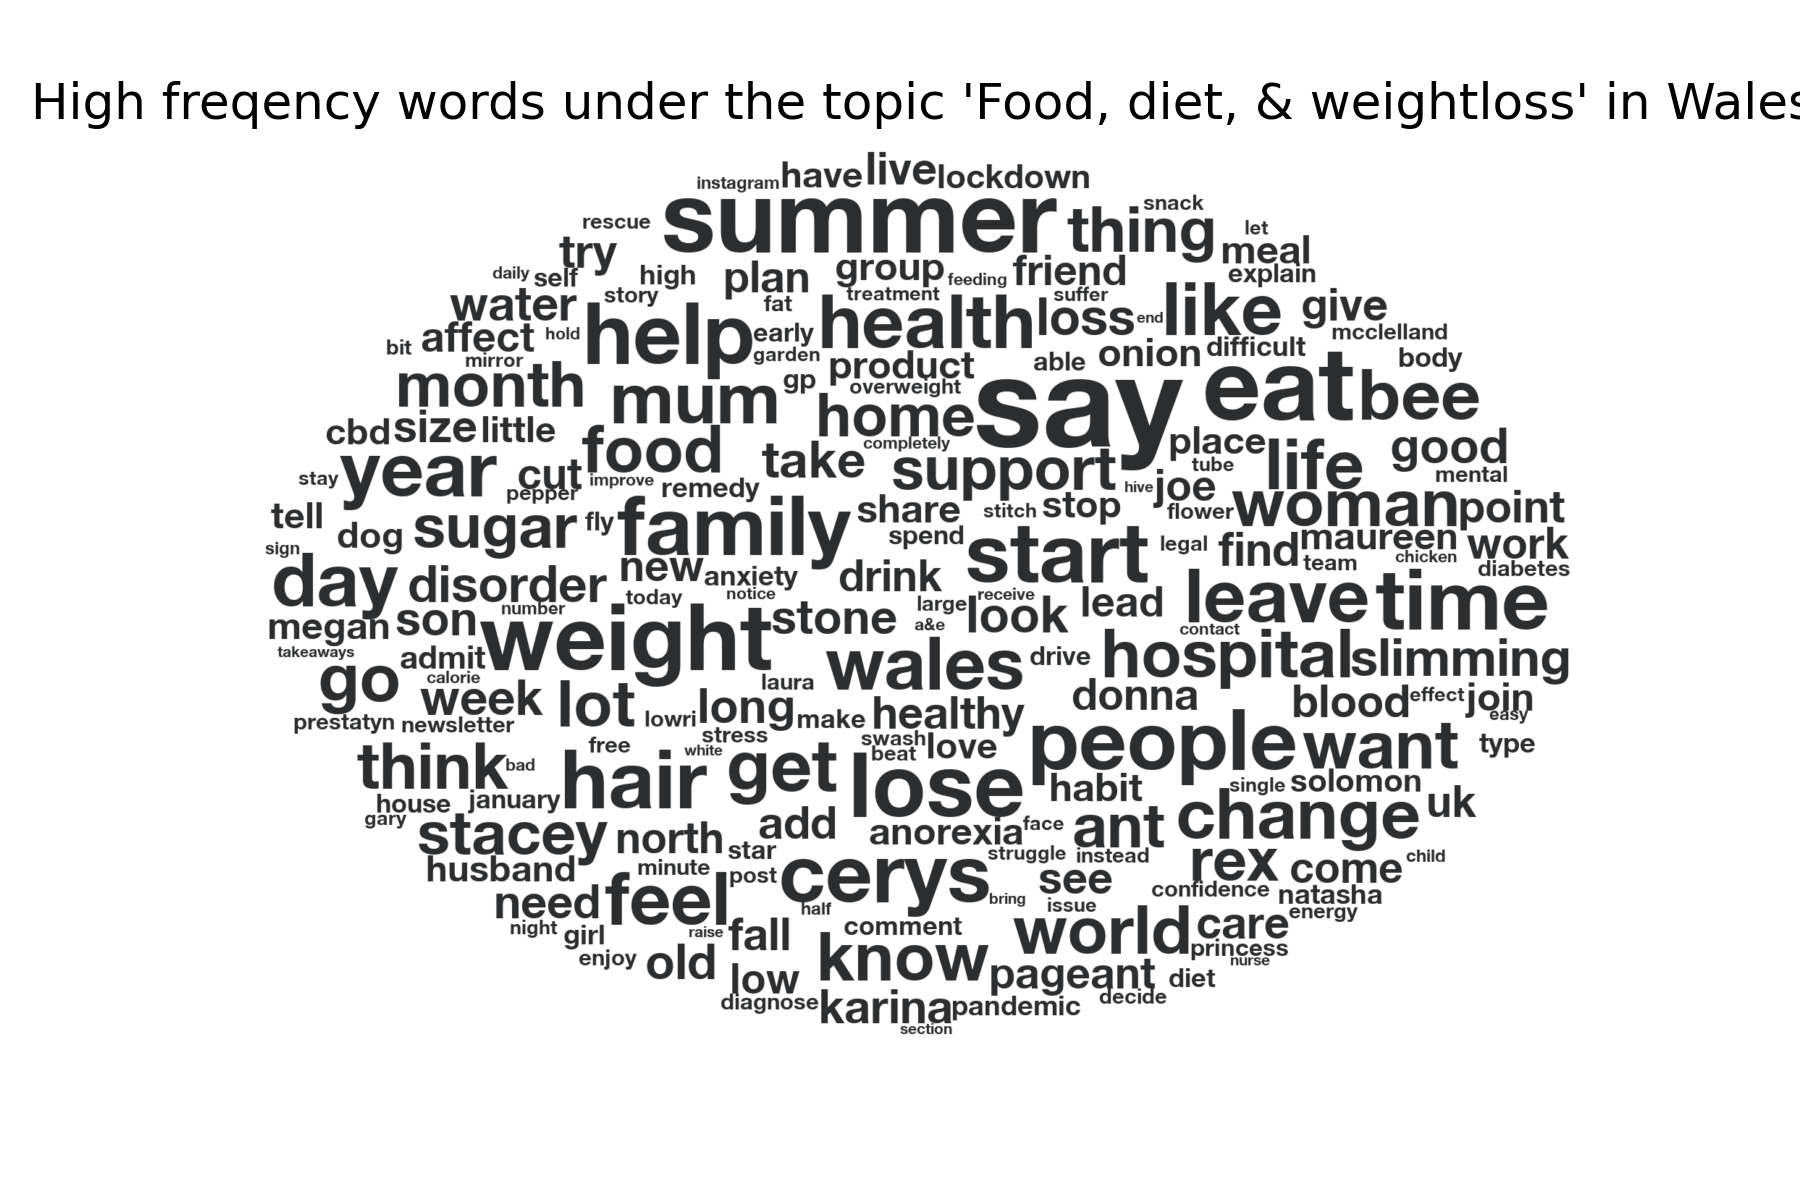 High freqency words under the topic 'Food, diet, & weightloss' in Wales
instagram have live lockdown
rescue summer thing snack let
try meal
daily self high plan group feeding friend explain
water story fat treatment suffer
bit affect hold help early health loss end like give mcclelland
mirror garden product able onion difficult body
month mum gp overweight say eat bee
cbd size little home
food completely place life good
stay year cut improve take support tube mental
pepper remedy hive joe woman point
tell dog sugar fly family share stitch stop flower
sign spend start legal find maureen work
day disorder new anxiety drink team chicken diabetes
number today notice large receive look lead leave time
megan son weight stone a&e contact
takeaways admit wales drive hospital slimming
go calorie laura donna blood effect join
prestatyn newsletter week lot lowri long make healthy easy
stress swash people want type
think bad free white get beat love
house january hair lose habit single solomon
gary stacey north add anorexia face ant change uk
husband minute star struggle instead rex come child
need feel post cerys bring see confidence natasha
night girl raise half comment issue world care energy
enjoy old fall know princess nurse
low pageant diet
diagnose karina pandemic decide
section